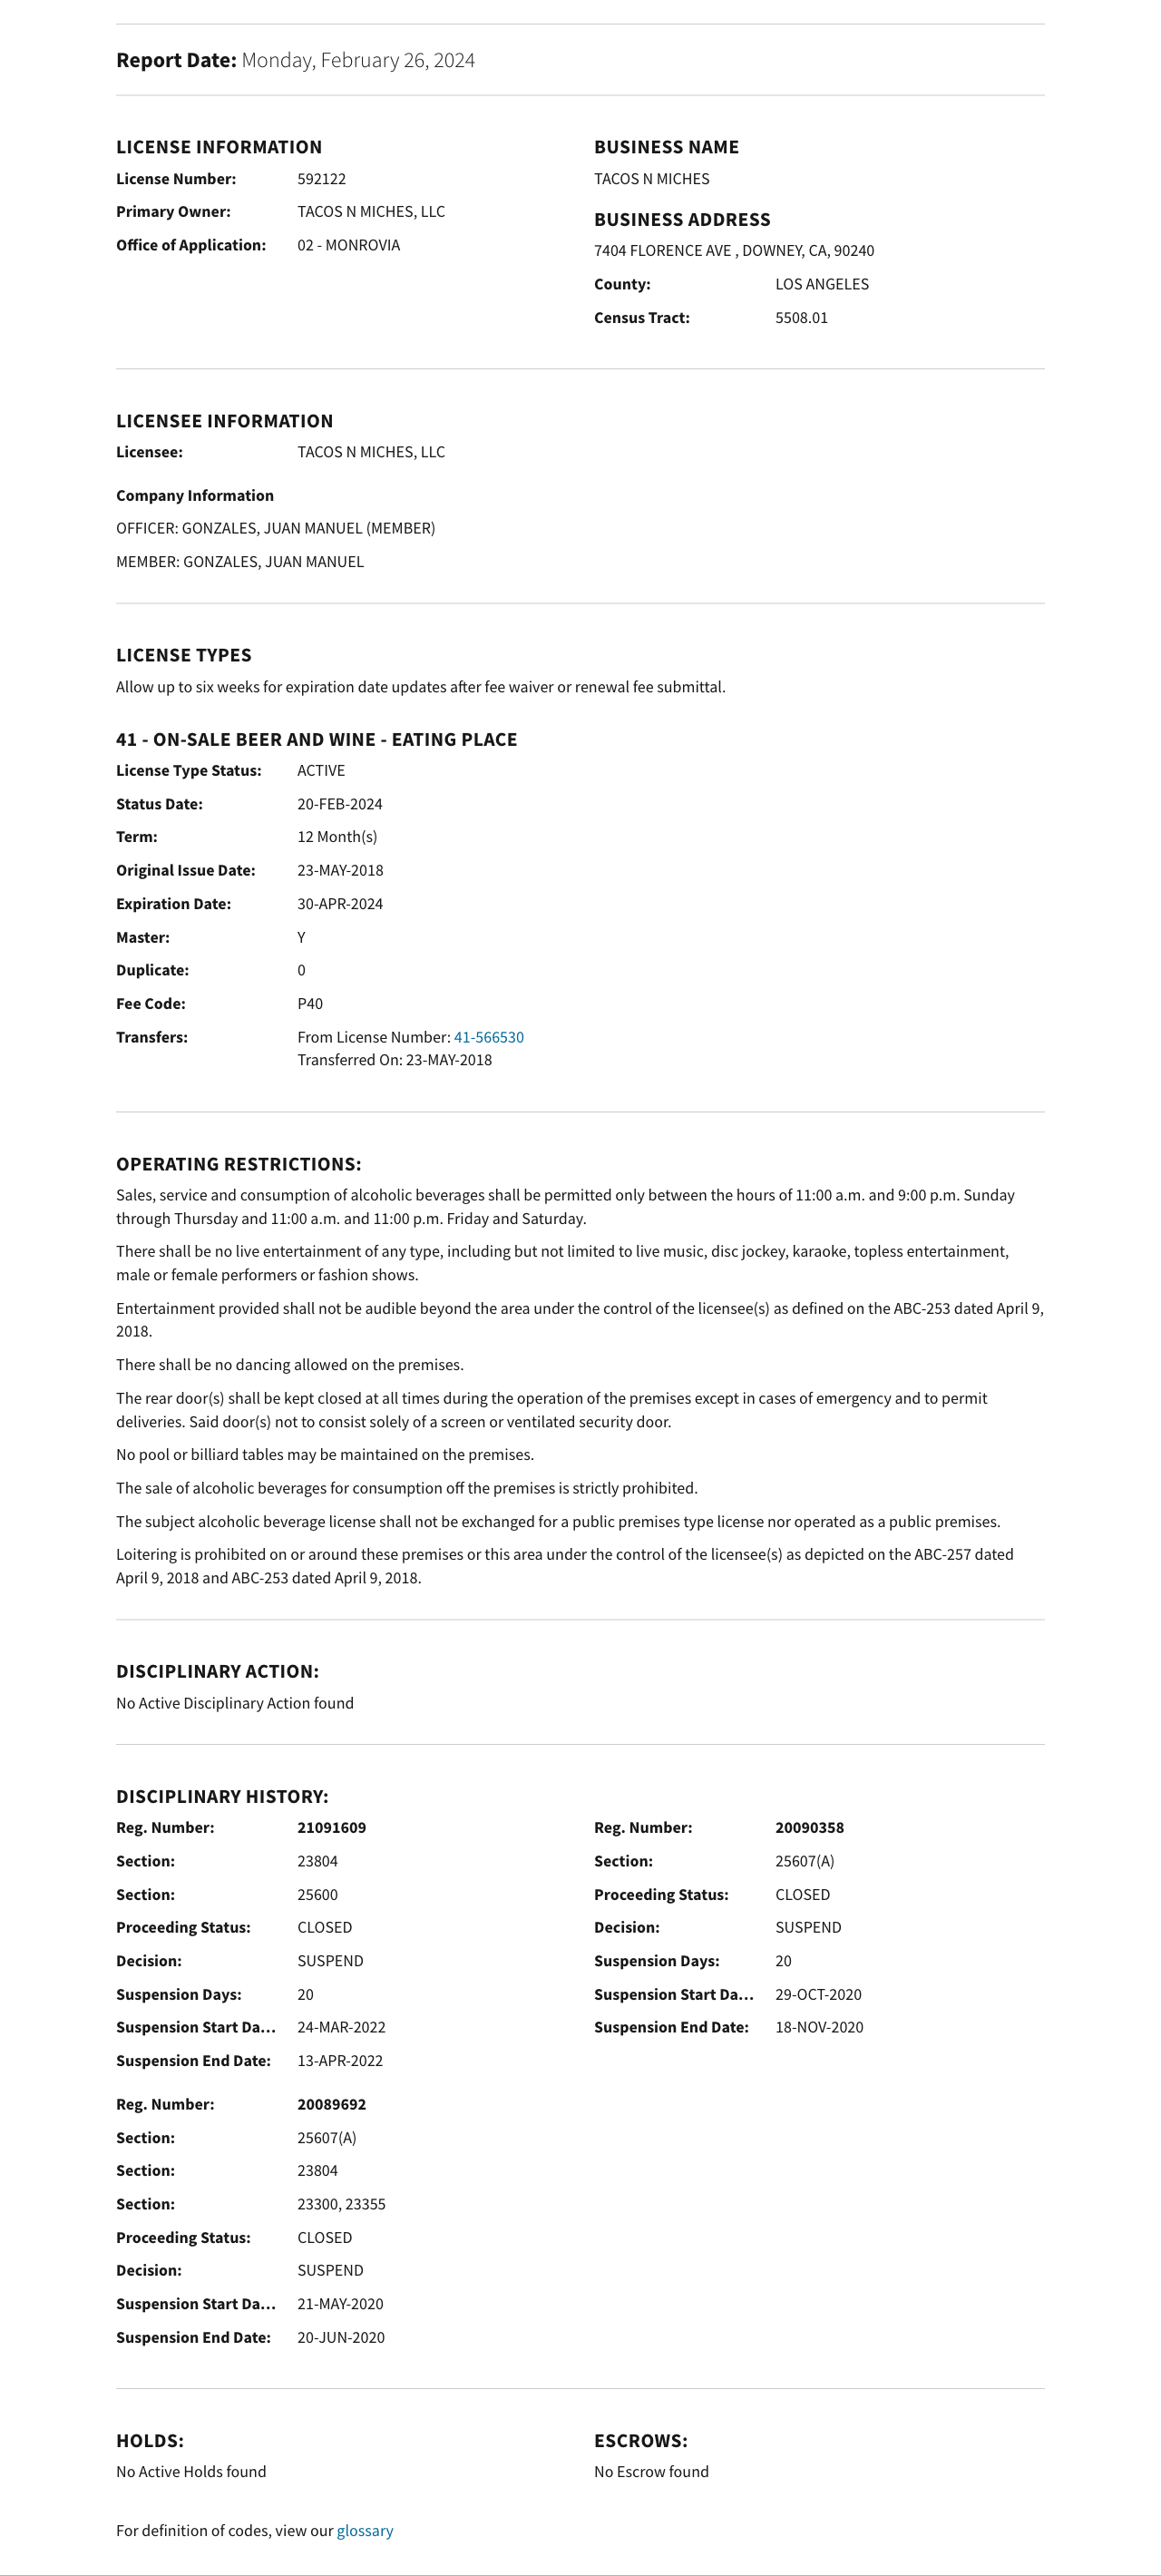 Report Date: Monday, February 26, 2024
LICENSE INFORMATION
License Number: 592122
Primary Owner: TACOS N MICHES, LLC
Office of Application: 02 - MONROVIA
BUSINESS NAME
TACOS N MICHES
BUSINESS ADDRESS
7404 FLORENCE AVE , DOWNEY, CA, 90240
County: LOS ANGELES
Census Tract: 5508.01
LICENSEE INFORMATION
Licensee: TACOS N MICHES, LLC
Company Information
OFFICER: GONZALES, JUAN MANUEL (MEMBER)
MEMBER: GONZALES, JUAN MANUEL
LICENSE TYPES
Allow up to six weeks for expiration date updates after fee waiver or renewal fee submittal.
41 - ON-SALE BEER AND WINE - EATING PLACE
License Type Status: ACTIVE
Status Date: 20-FEB-2024
Term: 12 Month(s)
Original Issue Date: 23-MAY-2018
Expiration Date: 30-APR-2024
Master: Y
Duplicate: 0
Fee Code: P40
Transfers: From License Number: 41-566530
Transferred On: 23-MAY-2018
OPERATING RESTRICTIONS:
Sales, service and consumption of alcoholic beverages shall be permitted only between the hours of 11:00 a.m. and 9:00 p.m. Sunday
through Thursday and 11:00 a.m. and 11:00 p.m. Friday and Saturday.
There shall be no live entertainment of any type, including but not limited to live music, disc jockey, karaoke, topless entertainment,
male or female performers or fashion shows.
Entertainment provided shall not be audible beyond the area under the control of the licensee(s) as defined on the ABC-253 dated April 9,
2018.
There shall be no dancing allowed on the premises.
The rear door(s) shall be kept closed at all times during the operation of the premises except in cases of emergency and to permit
deliveries. Said door(s) not to consist solely of a screen or ventilated security door.
No pool or billiard tables may be maintained on the premises.
The sale of alcoholic beverages for consumption off the premises is strictly prohibited.
The subject alcoholic beverage license shall not be exchanged for a public premises type license nor operated as a public premises.
Loitering is prohibited on or around these premises or this area under the control of the licensee(s) as depicted on the ABC-257 dated
April 9, 2018 and ABC-253 dated April 9, 2018.
DISCIPLINARY ACTION:
No Active Disciplinary Action found
DISCIPLINARY HISTORY:
Reg. Number: 21091609
Section: 23804
Section: 25600
Proceeding Status: CLOSED
Decision: SUSPEND
Suspension Days: 20
Suspension Start Da... 24-MAR-2022
Suspension End Date: 13-APR-2022
Reg. Number: 20090358
Section: 25607(A)
Proceeding Status: CLOSED
Decision: SUSPEND
Suspension Days: 20
Suspension Start Da... 29-OCT-2020
Suspension End Date: 18-NOV-2020
Reg. Number: 20089692
Section: 25607(A)
Section: 23804
Section: 23300, 23355
Proceeding Status: CLOSED
Decision: SUSPEND
Suspension Start Da... 21-MAY-2020
Suspension End Date: 20-JUN-2020
HOLDS:
No Active Holds found
ESCROWS:
No Escrow found
For definition of codes, view our glossary